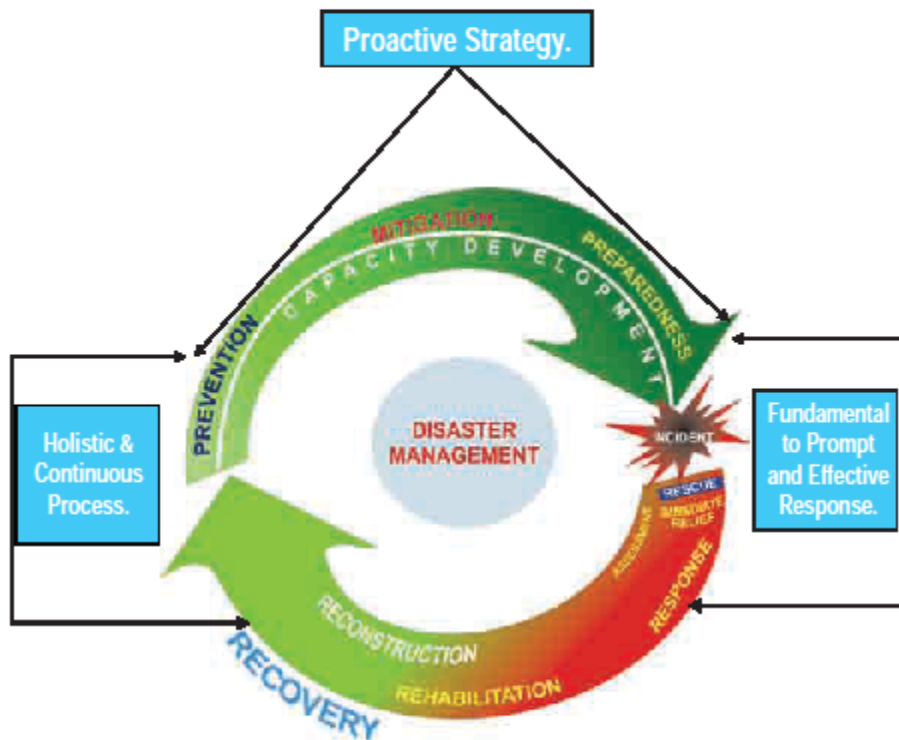 Proactive Strategy.
MITIGATION
CAPACITY DEVELOPMENT
PREPAREDNESS
PREVENTION
Holistic &
Continuous
Process.
DISASTER
MANAGEMENT
INCIDENT
Fundamental
to Prompt
and Effective
Response.
RESCUE
IMMEDIATE
RELIEF
ASSESSMENT
RESPONSE
RECONSTRUCTION
REHABILITATION
RECOVERY